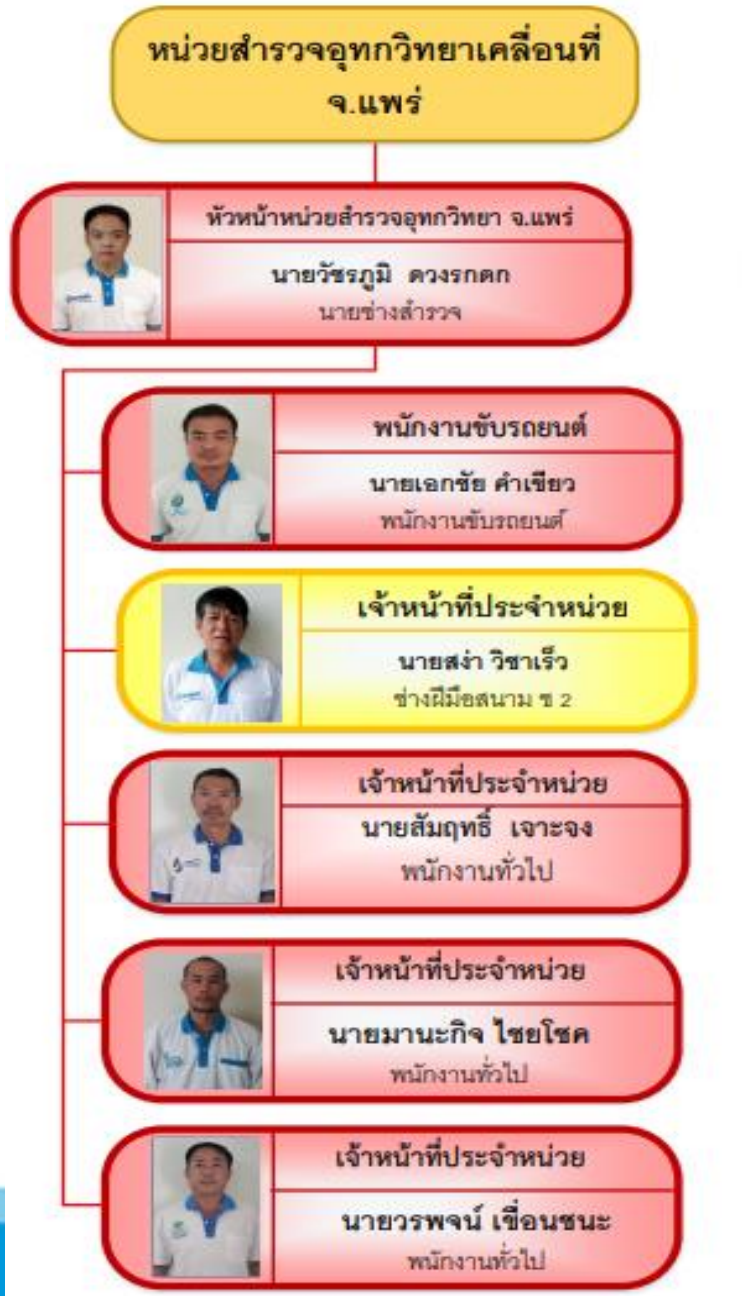 หน่วยสำรวจอุทกวิทยาเคลื่อนที่
จ.แพร่
หัวหน้าหน่วยสำรวจอุทกวิทยา จ.แพร่
นายวัชรภูมิ ดวงรกตก
นายช่างสำรวจ
พนักงานขับรถยนต์
นายเอกชัย คำเขียว
พนักงานขับรถยนต์
เจ้าหน้าที่ประจำหน่วย
นายสง่า วิชาเร็ว
ช่างฝีมือสนาม ช 2
เจ้าหน้าที่ประจำหน่วย
นายสัมฤทธิ์ เจาะจง
พนักงานทั่วไป
เจ้าหน้าที่ประจำหน่วย
นายมานะกิจ ไชยโชค
พนักงานทั่วไป
เจ้าหน้าที่ประจำหน่วย
นายวรพจน์ เขื่อนชนะ
พนักงานทั่วไป